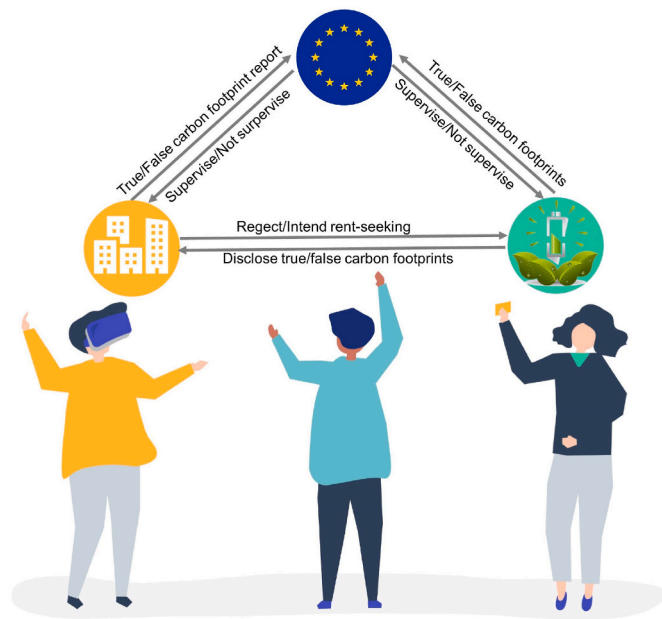 True/False carbon footprint report
Supervise/Not surpervise
True/False carbon footprints
Supervise/Not supervise
Regect/Intend rent-seeking
Disclose true/false carbon footprints